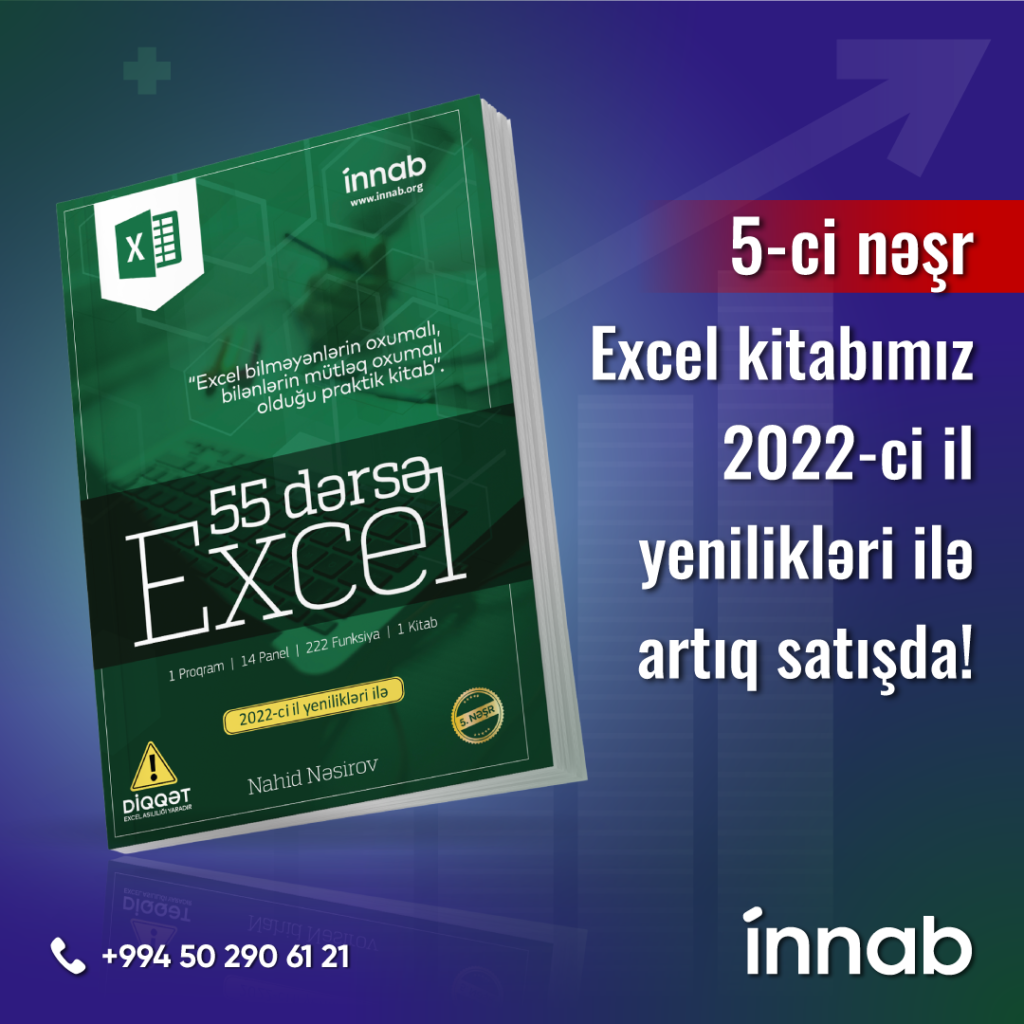 innab
www.innab.org
X
"Excel bilməyənlərin oxumalı,
bilənlərin mütləq oxumalı
olduğu praktik kitab".
55 dərsə
Excel
1 Proqram | 14 Panel | 222 Funksiya | 1 Kitab
2022-ci il yenilikləri ilə
5. NƏŞR
Nahid Nəsirov
DİQQƏT
EXCEL ASILILIĞI YARADIR
5-ci nəşr
Excel kitabımız
2022-ci il
yenilikləri ilə
artıq satışda!
+994 50 290 61 21
innab